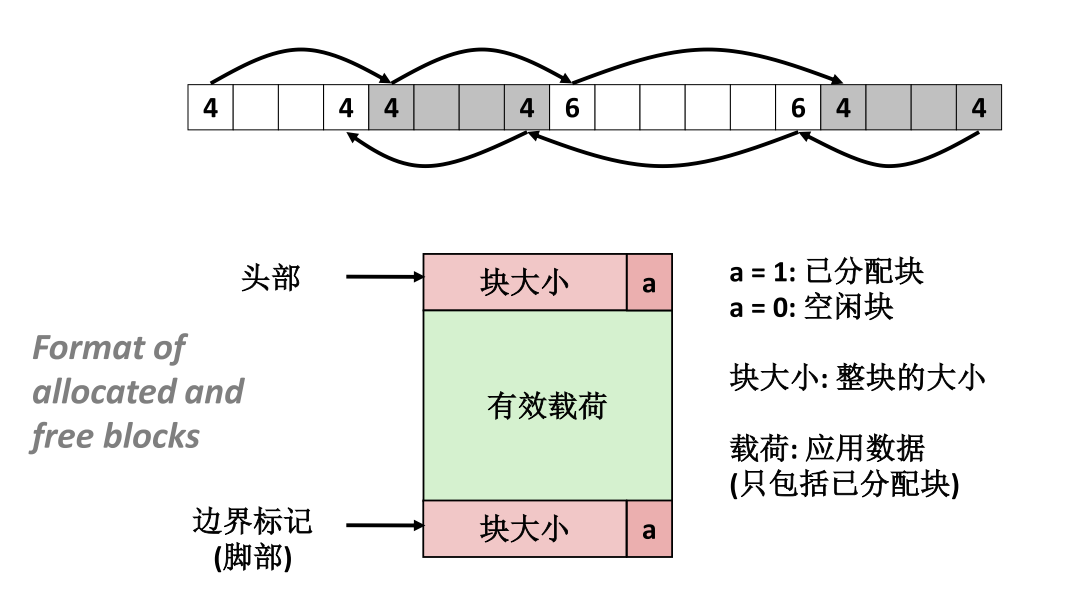 4 4 4 4 6 6 4 4
头部
块大小 a
a = 1: 已分配块
a = 0: 空闲块
Format of
allocated and
free blocks
有效载荷
块大小: 整块的大小
载荷: 应用数据
(只包括已分配块)
边界标记
(脚部)
块大小 a